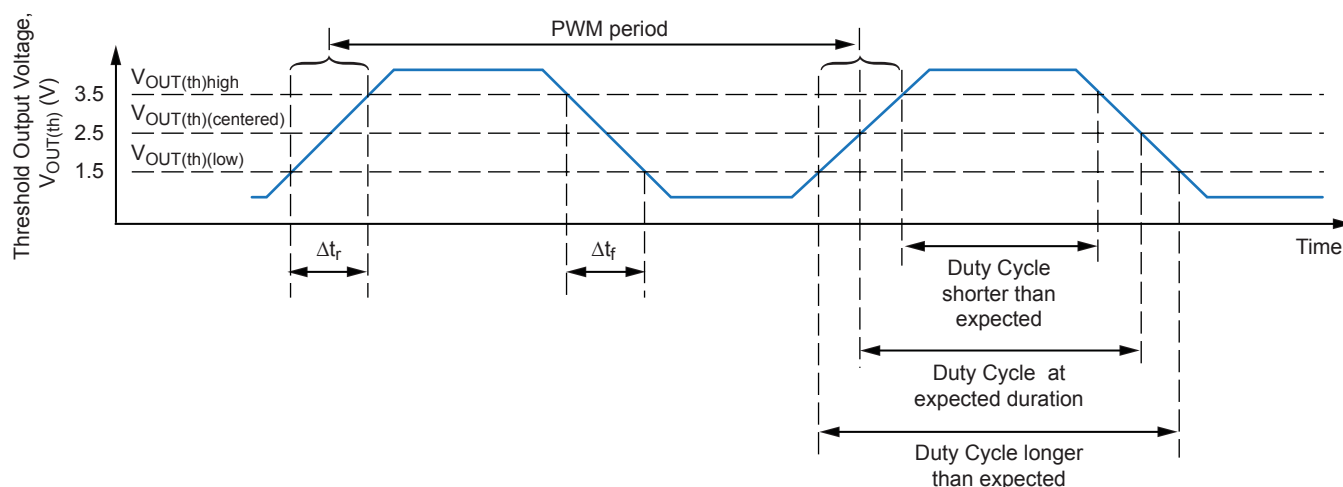 Threshold Output Voltage,
VOUT(th) (V)
PWM period
VOUT(th)high
3.5
VOUT(th)(centered)
2.5
VOUT(th)(low)
1.5
Δtr
Δtf
Time
Duty Cycle
shorter than
expected
Duty Cycle at
expected duration
Duty Cycle longer
than expected